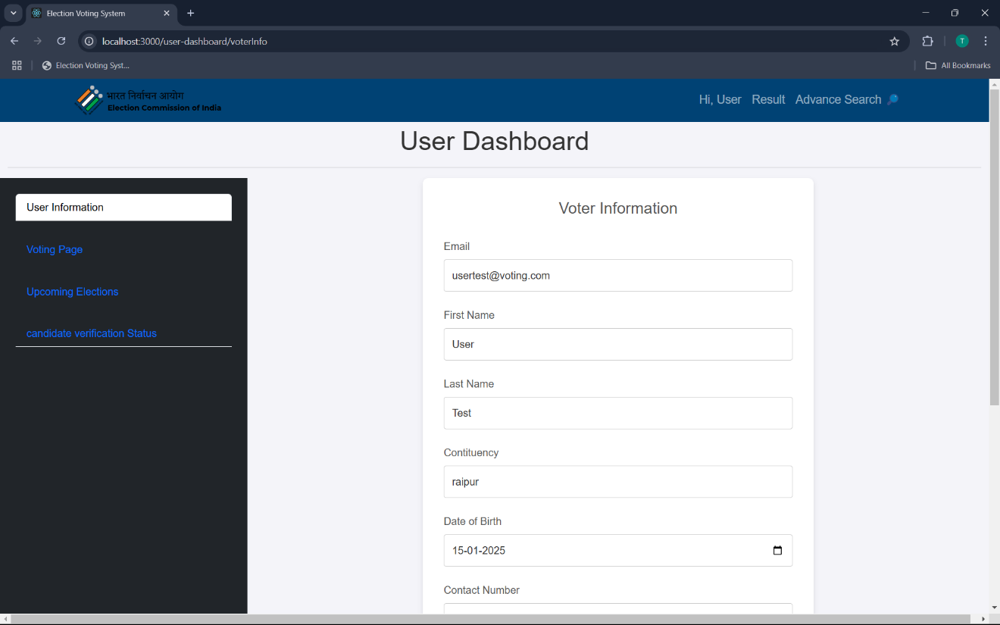 Election Voting System
localhost:3000/user-dashboard/voterInfo
T
Election Voting Syst...
All Bookmarks
भारत निर्वाचन आयोग
Election Commission of India
Hi, User
Result
Advance Search
User Dashboard
User Information
Voting Page
Upcoming Elections
candidate verification Status
Voter Information
Email
usertest@voting.com
First Name
User
Last Name
Test
Contituency
raipur
Date of Birth
15-01-2025
Contact Number